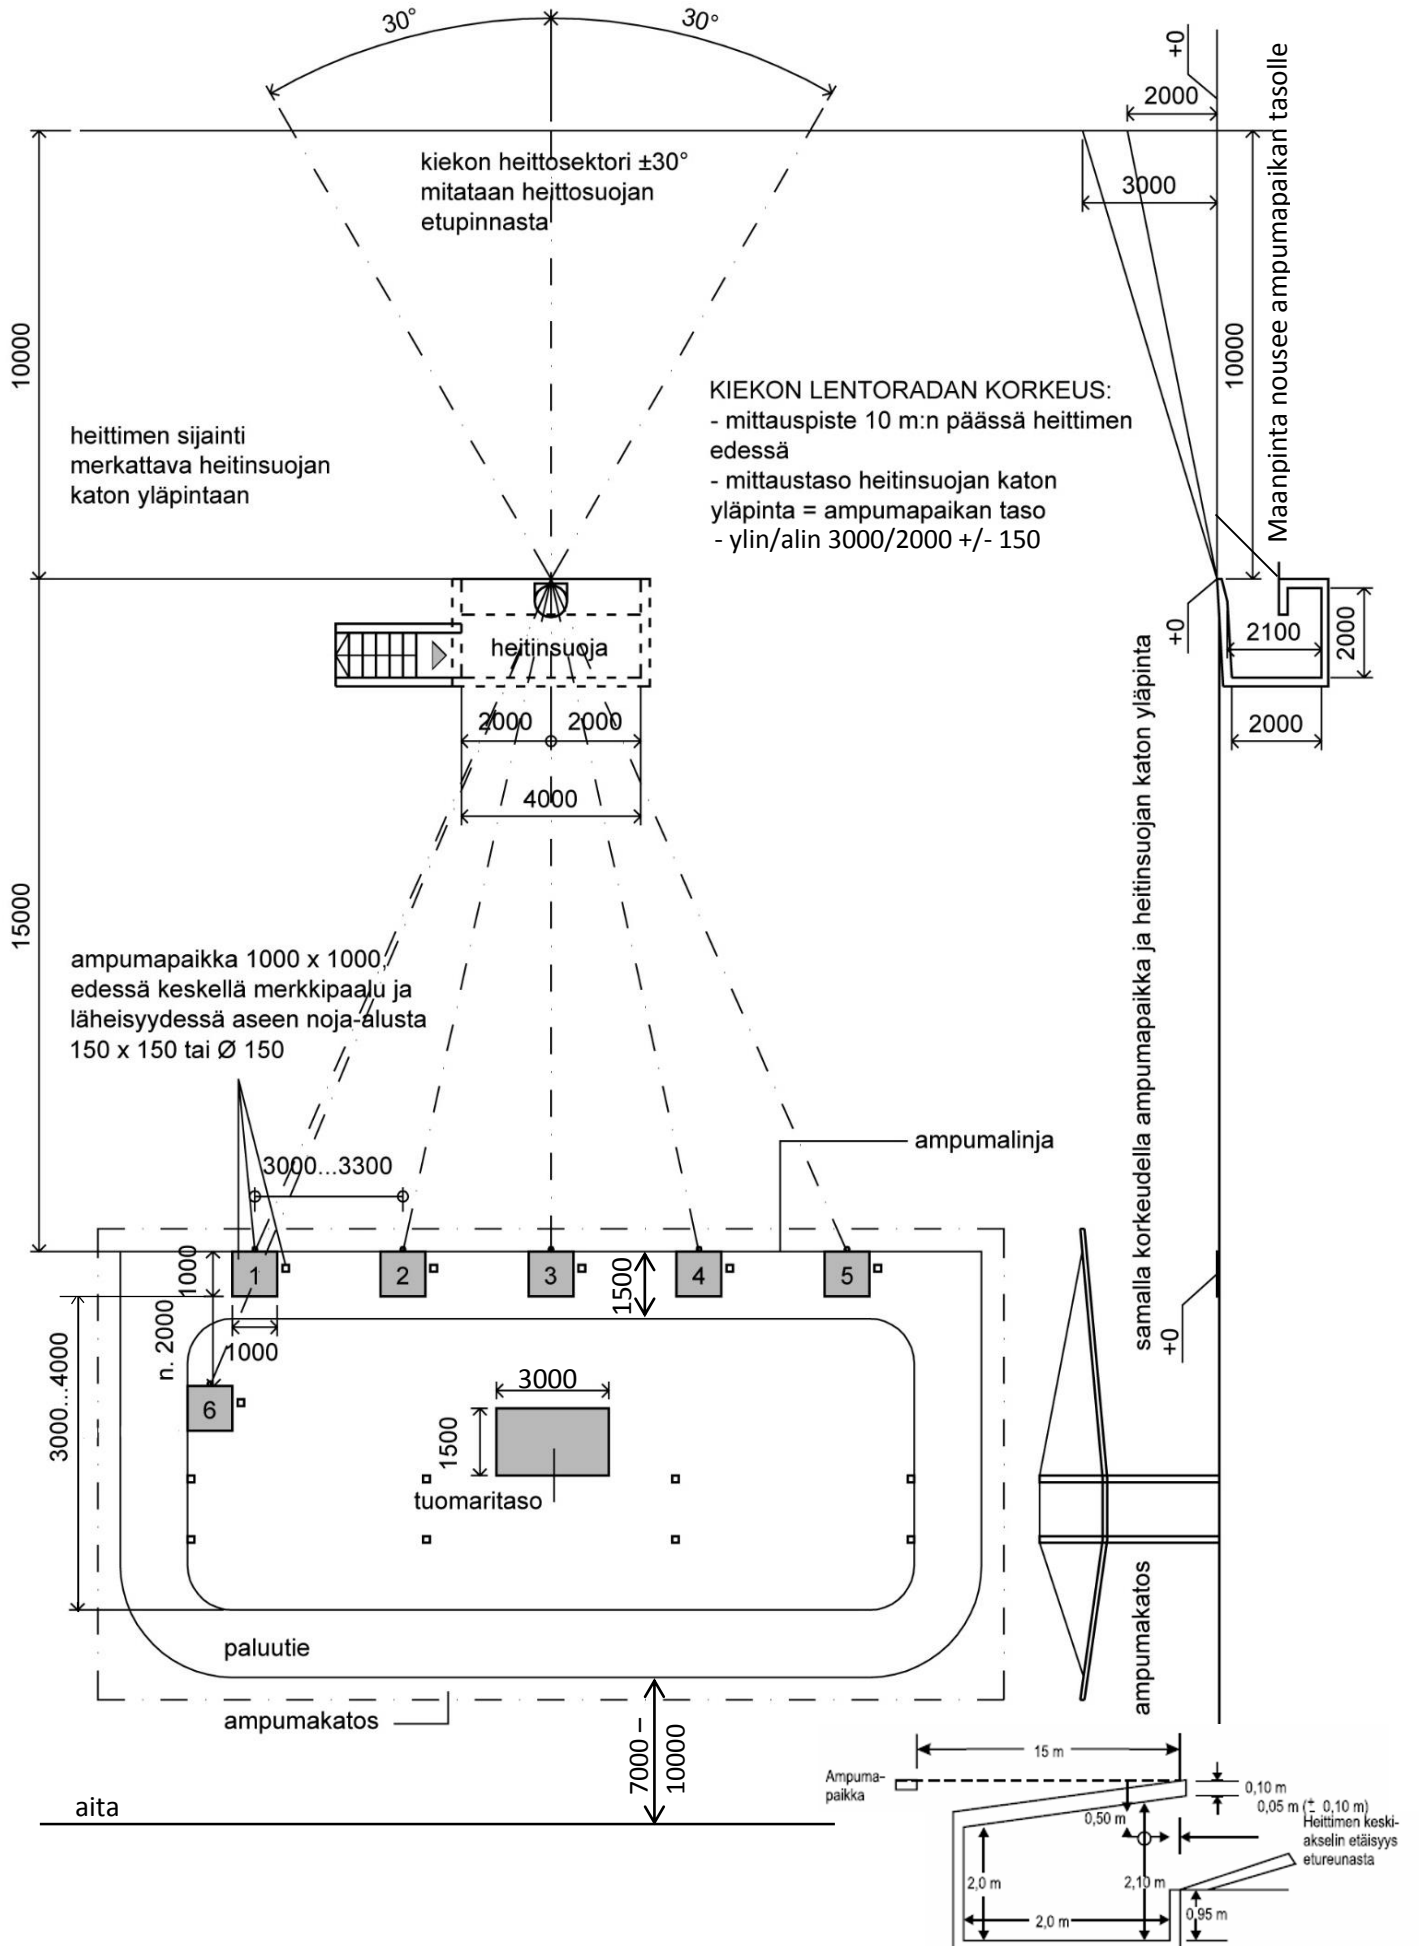 30°
30°
+0
2000
3000
Maanpinta nousee ampumapaikan tasolle
kiekon heittosektori ±30°
mitataan heittosuojan
etupinnasta
10000
10000
KIEKON LENTORADAN KORKEUS:
- mittauspiste 10 m:n päässä heittimen
edessä
- mittaustaso heitinsuojan katon
yläpinta = ampumapaikan taso
- ylin/alin 3000/2000 +/- 150
heittimen sijainti
merkattava heitinsuojan
katon yläpintaan
heitinsuoja
+0
2100
2000
2000
2000
2000
4000
15000
samalla korkeudella ampumapaikka ja heitinsuojan katon yläpinta
ampumapaikka 1000 x 1000,
edessä keskellä merkkipaalu ja
läheisyydessä aseen noja-alusta
150 x 150 tai Ø 150
ampumalinja
3000...3300
1000
1
2
3
4
5
1500
n. 2000
1000
3000...4000
6
3000
1500
tuomaritaso
+0
ampumakatos
paluutie
ampumakatos
7000 –
10000
aita
15 m
Ampuma-
paikka
0,10 m
0,05 m (± 0,10 m)
0,50 m
Heittimen keski-
akselin etäisyys
etureunasta
2,0 m
2,10 m
2,0 m
0,95 m